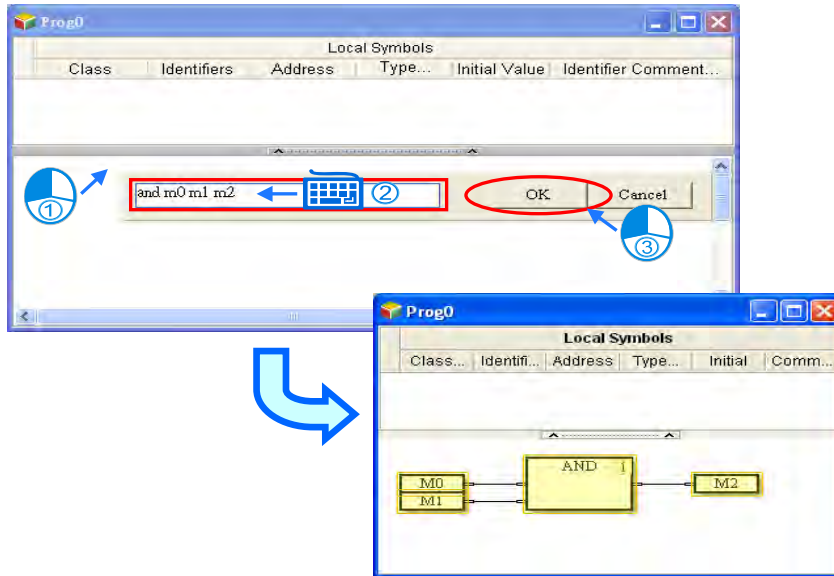 Prog0
Local Symbols
Class Identifiers Address Type... Initial Value Identifier Comment...
①
and m0 m1 m2
②
OK
Cancel
③
Prog0
Local Symbols
Class... Identifi... Address Type... Initial Comm...
AND 1
M0
M1
M2